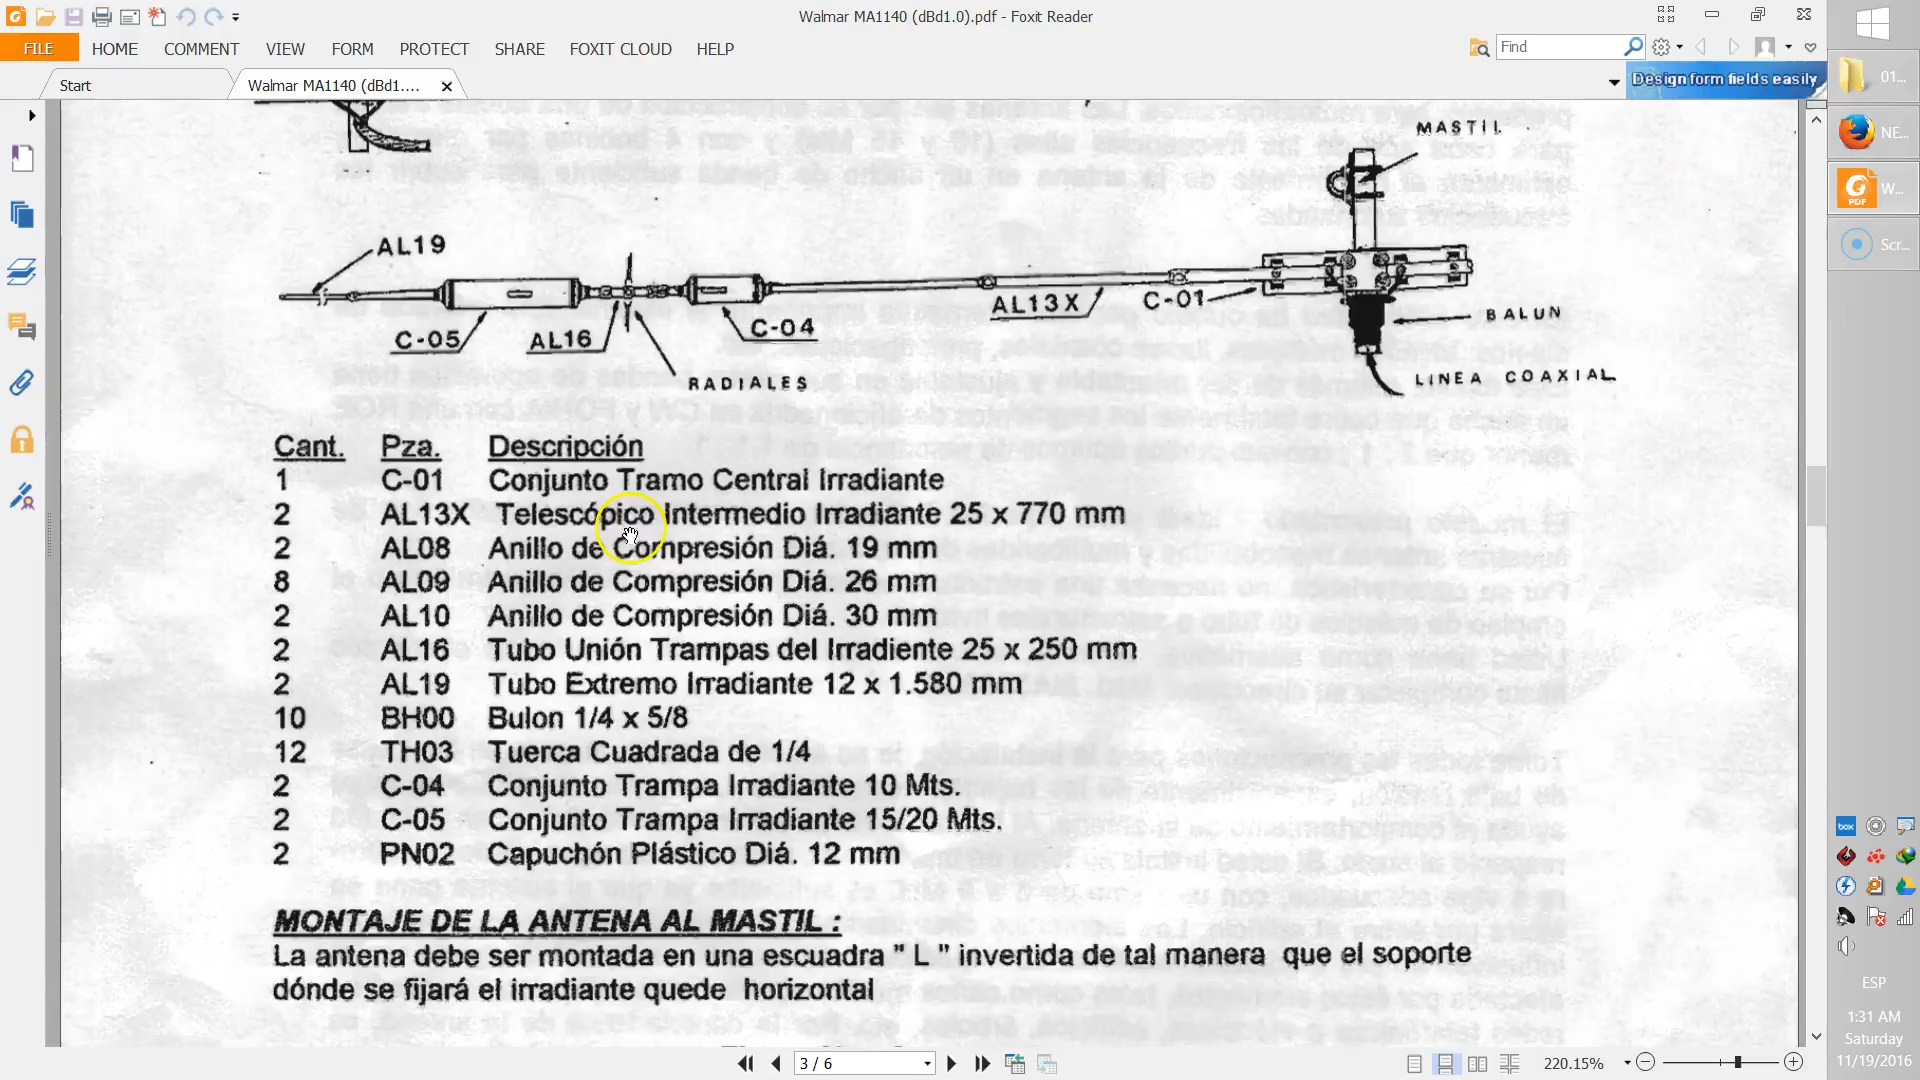 Walmar MA1140 (dBd1.0).pdf - Foxit Reader
FILE HOME COMMENT VIEW FORM PROTECT SHARE FOXIT CLOUD HELP
Find
Start
Walmar MA1140 (dBd1....
Design form fields easily
01...
NE...
W...
Scr...
MASTIL
AL19
C-05
AL16
C-04
AL13X
C-01
BALUN
RADIALES
LINEA COAXIAL
Cant. Pza. Descripción
1 C-01 Conjunto Tramo Central Irradiante
2 AL13X Telescópico Intermedio Irradiante 25 x 770 mm
2 AL08 Anillo de Compresión Diá. 19 mm
8 AL09 Anillo de Compresión Diá. 26 mm
2 AL10 Anillo de Compresión Diá. 30 mm
2 AL16 Tubo Unión Trampas del Irradiente 25 x 250 mm
2 AL19 Tubo Extremo Irradiante 12 x 1.580 mm
10 BH00 Bulon 1/4 x 5/8
12 TH03 Tuerca Cuadrada de 1/4
2 C-04 Conjunto Trampa Irradiante 10 Mts.
2 C-05 Conjunto Trampa Irradiante 15/20 Mts.
2 PN02 Capuchón Plástico Diá. 12 mm
MONTAJE DE LA ANTENA AL MASTIL :
La antena debe ser montada en una escuadra " L " invertida de tal manera que el soporte
dónde se fijará el irradiante quede horizontal
3 / 6
220.15%
box
ESP
1:31 AM
Saturday
11/19/2016